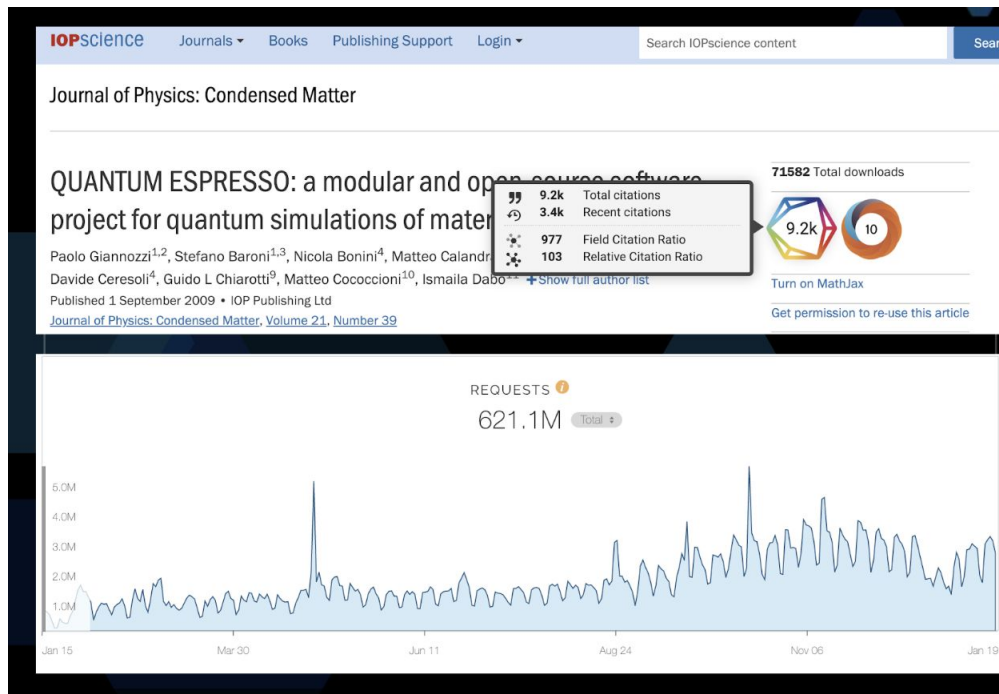 IOPscience Journals Books Publishing Support Login Search IOPscience content
Journal of Physics: Condensed Matter
QUANTUM ESPRESSO: a modular and open-source software
project for quantum simulations of mater
Paolo Giannozzi1,2, Stefano Baroni1,3, Nicola Bonini4, Matteo Calandr
Davide Ceresoli4, Guido L Chiarotti9, Matteo Cococcioni10, Ismaila Dabo +Show full author list
Published 1 September 2009 • IOP Publishing Ltd
Journal of Physics: Condensed Matter, Volume 21, Number 39
9.2k Total citations
3.4k Recent citations
977 Field Citation Ratio
103 Relative Citation Ratio
71582 Total downloads
9.2k 10
Turn on MathJax
Get permission to re-use this article
REQUESTS i
621.1M Total
5.0M
4.0M
3.0M
2.0M
1.0M
Jan 15 Mar 30 Jun 11 Aug 24 Nov 06 Jan 19